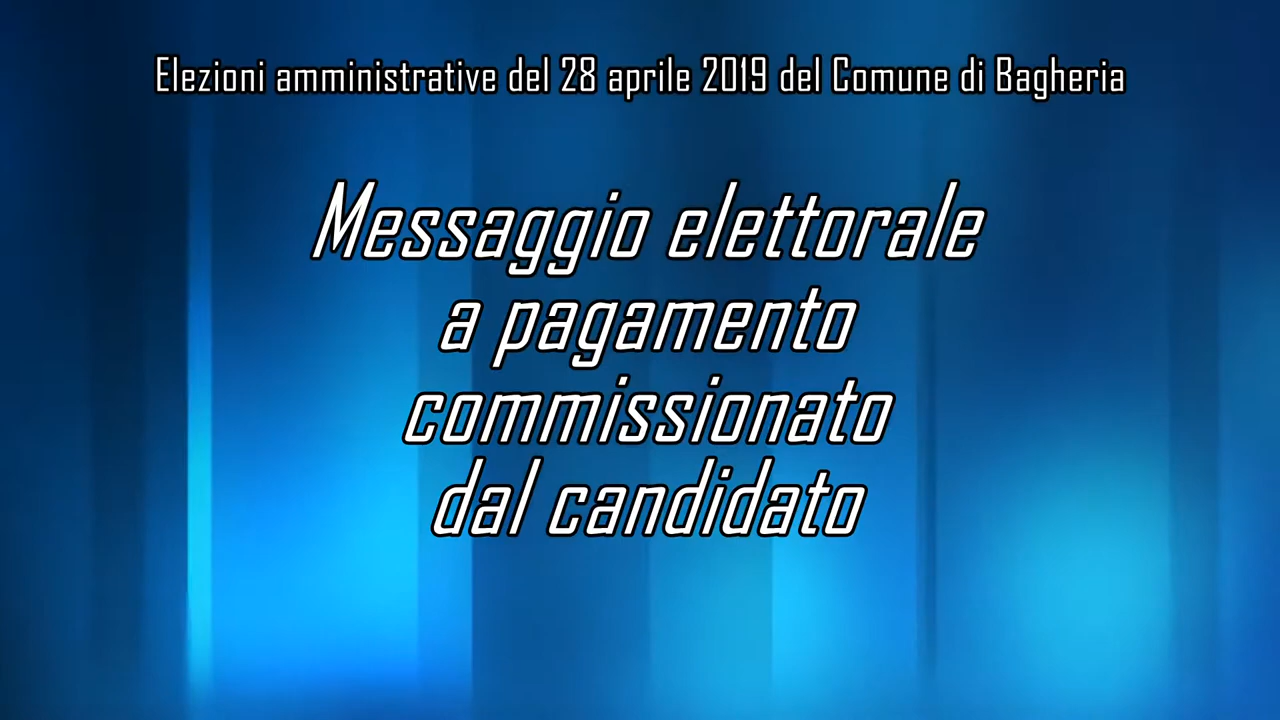 Elezioni amministrative del 28 aprile 2019 del Comune di Bagheria
Messaggio elettorale
a pagamento
commissionato
dal candidato